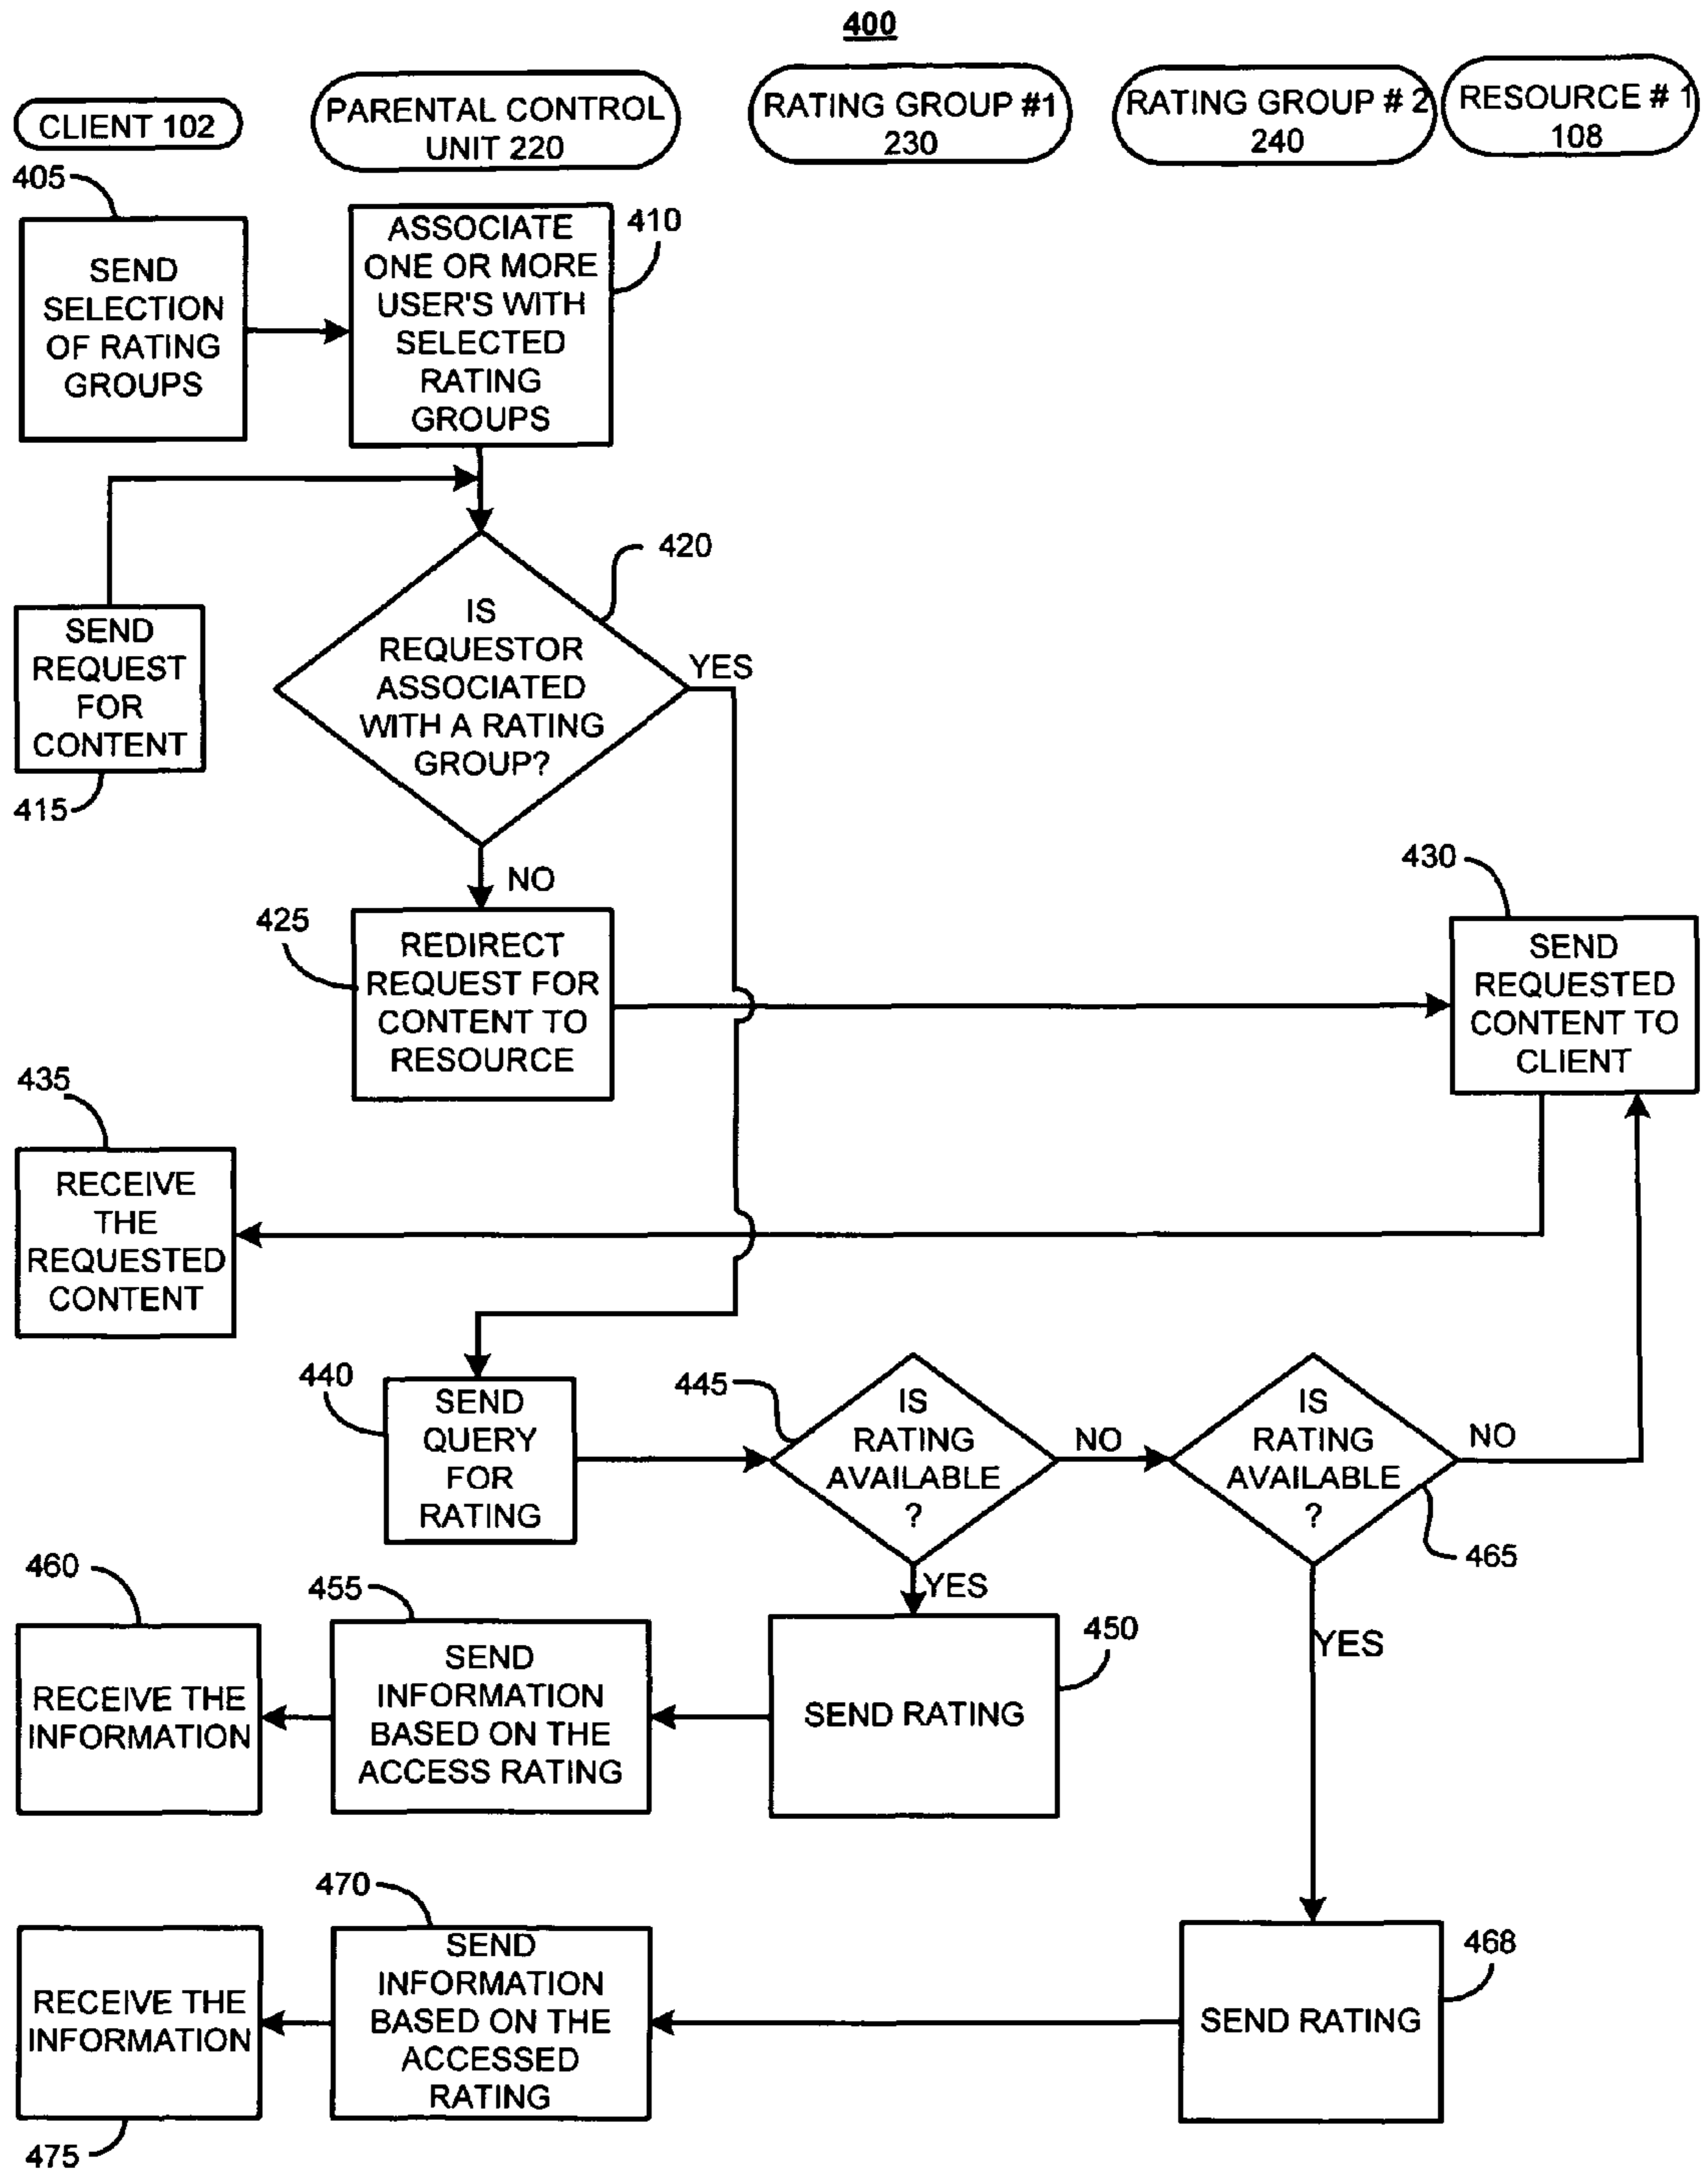 400
CLIENT 102
PARENTAL CONTROL
UNIT 220
RATING GROUP #1
230
RATING GROUP # 2
240
RESOURCE # 1
108
405
SEND
SELECTION
OF RATING
GROUPS
410
ASSOCIATE
ONE OR MORE
USER'S WITH
SELECTED
RATING
GROUPS
415
SEND
REQUEST
FOR
CONTENT
420
IS
REQUESTOR
ASSOCIATED
WITH A RATING
GROUP?
YES
NO
425
REDIRECT
REQUEST FOR
CONTENT TO
RESOURCE
430
SEND
REQUESTED
CONTENT TO
CLIENT
435
RECEIVE
THE
REQUESTED
CONTENT
440
SEND
QUERY
FOR
RATING
445
IS
RATING
AVAILABLE
?
NO
YES
IS
RATING
AVAILABLE
?
NO
465
YES
460
RECEIVE THE
INFORMATION
455
SEND
INFORMATION
BASED ON THE
ACCESS RATING
450
SEND RATING
470
SEND
INFORMATION
BASED ON THE
ACCESSED
RATING
468
SEND RATING
RECEIVE THE
INFORMATION
475